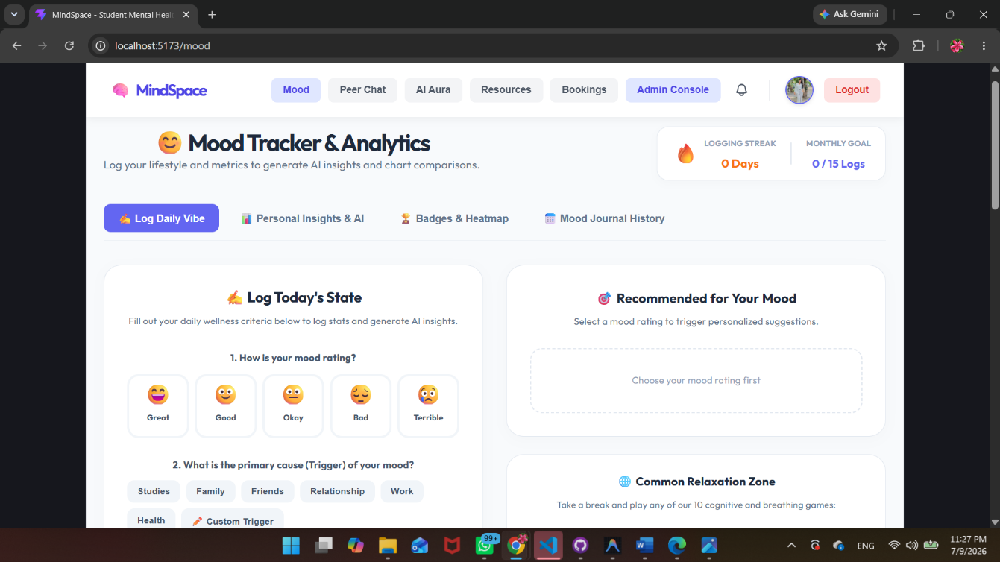 MindSpace - Student Mental Healt
Ask Gemini
localhost:5173/mood
MindSpace
Mood
Peer Chat
AI Aura
Resources
Bookings
Admin Console
Logout
Mood Tracker & Analytics
Log your lifestyle and metrics to generate AI insights and chart comparisons.
LOGGING STREAK
0 Days
MONTHLY GOAL
0 / 15 Logs
Log Daily Vibe
Personal Insights & AI
Badges & Heatmap
Mood Journal History
Log Today's State
Fill out your daily wellness criteria below to log stats and generate AI insights.
1. How is your mood rating?
Great
Good
Okay
Bad
Terrible
2. What is the primary cause (Trigger) of your mood?
Studies
Family
Friends
Relationship
Work
Health
Custom Trigger
Recommended for Your Mood
Select a mood rating to trigger personalized suggestions.
Choose your mood rating first
Common Relaxation Zone
Take a break and play any of our 10 cognitive and breathing games:
99+
ENG
11:27 PM
7/9/2026